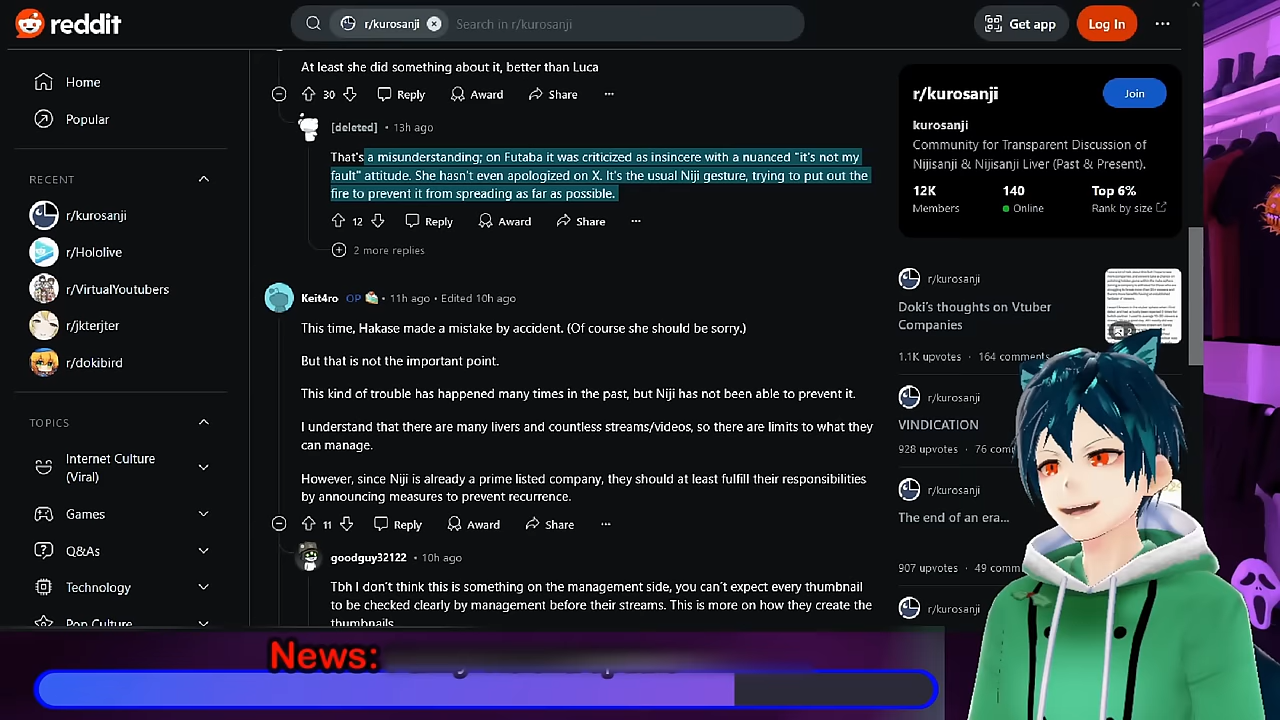 reddit
r/kurosanji
Search in r/kurosanji
Get app
Log In
Home
Popular
RECENT
r/kurosanji
r/Hololive
r/VirtualYoutubers
r/jkterjter
r/dokibird
TOPICS
Internet Culture
(Viral)
Games
Q&As
Technology
Pop Culture
At least she did something about it, better than Luca
30
Reply
Award
Share
[deleted] • 13h ago
That's a misunderstanding; on Futaba it was criticized as insincere with a nuanced "it's not my
fault" attitude. She hasn't even apologized on X. It's the usual Niji gesture, trying to put out the
fire to prevent it from spreading as far as possible.
12
Reply
Award
Share
2 more replies
Keit4ro OP • 11h ago
This time, Hakase made a mistake by accident. (Of course she should be sorry.)
But that is not the important point.
This kind of trouble has happened many times in the past, but Niji has not been able to prevent it.
I understand that there are many livers and countless streams/videos, so there are limits to what they
can manage.
However, since Niji is already a prime listed company, they should at least fulfill their responsibilities
by announcing measures to prevent recurrence.
11
Reply
Award
Share
goodguy32122 • 10h ago
Tbh I don't think this is something on the management side, you can't expect every thumbnail
to be checked clearly by management before their streams. This is more on how they create the
thumbnails
r/kurosanji
Join
kurosanji
Community for Transparent Discussion of
Nijisanji & Nijisanji Liver (Past & Present).
12K
140
Top 6%
Members
Online
Rank by size
r/kurosanji
oki's thoughts on Vtuber
Companies
1.1K upvotes • 164 comments
r/kurosanji
VINDICATION
928 upvotes • 76 com
r/kurosanji
The end of an era...
907 upvotes • 49 comm
r/kurosanji
News: